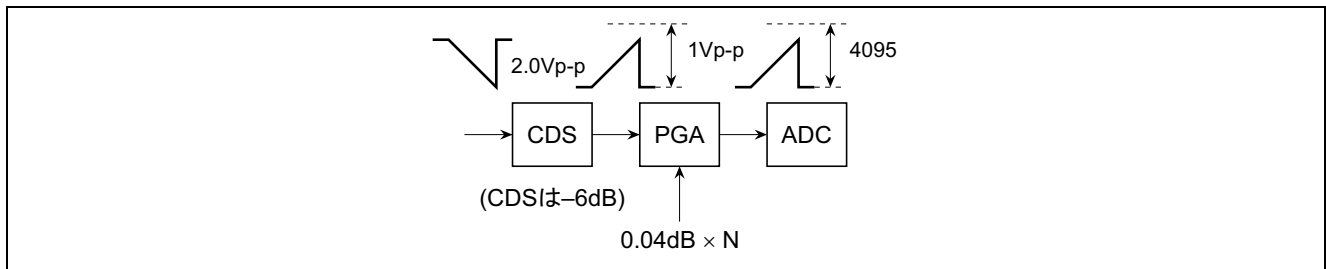 2.0Vp-p
1Vp-p
4095
CDS
PGA
ADC
(CDSは–6dB)
0.04dB × N